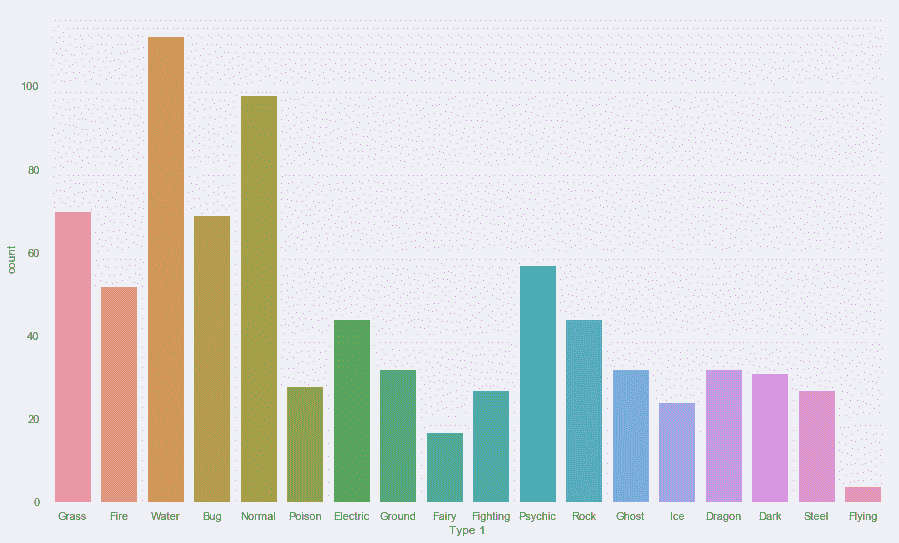 100
80
60
40
20
0
count
Grass Fire Water Bug Normal Poison Electric Ground Fairy Fighting Psychic Rock Ghost Ice Dragon Dark Steel Flying
Type 1